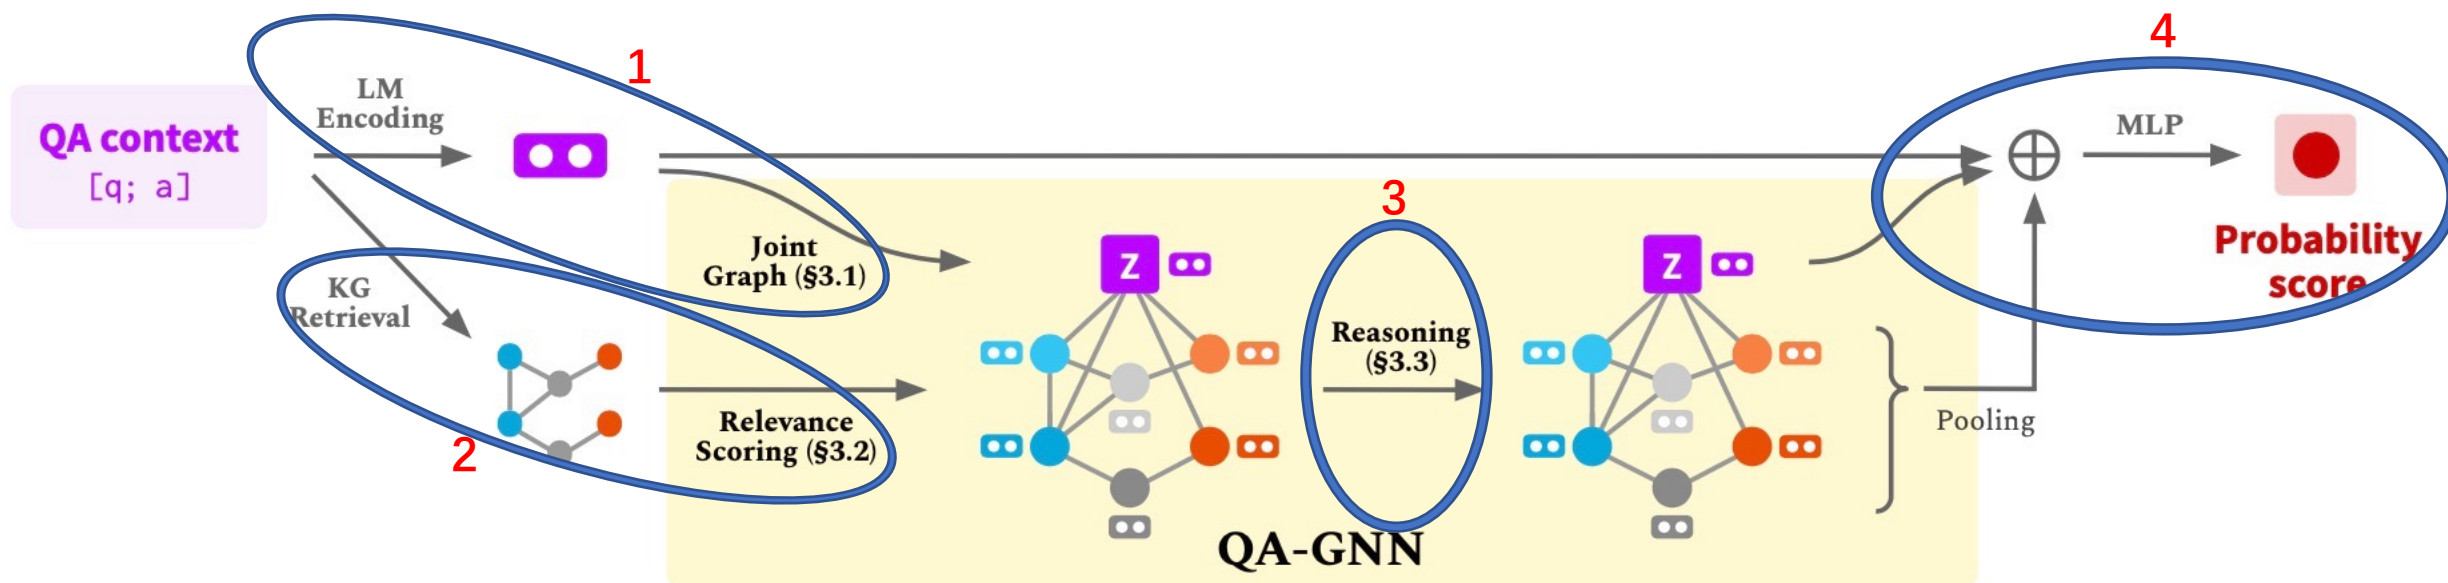 1
4
LM
Encoding
MLP
QA context
[q; a]
3
Joint
Graph (§3.1)
Z
Z
Probability
score
KG
Retrieval
Reasoning
(§3.3)
Relevance
Scoring (§3.2)
2
Pooling
QA-GNN